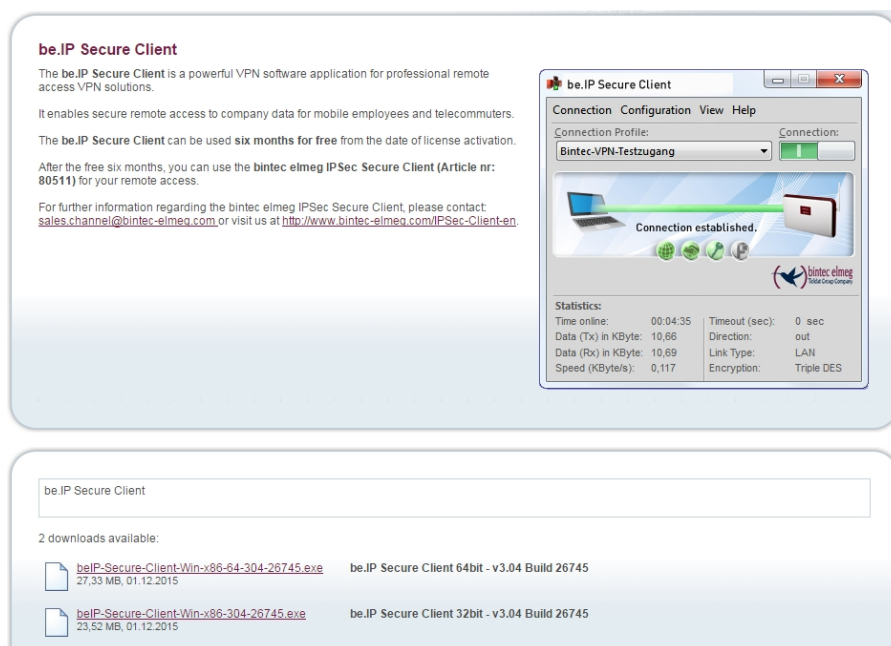 be.IP Secure Client
The be.IP Secure Client is a powerful VPN software application for professional remote
access VPN solutions.
It enables secure remote access to company data for mobile employees and telecommuters.
The be.IP Secure Client can be used six months for free from the date of license activation.
After the free six months, you can use the bintec elmeg IPSec Secure Client (Article nr:
80511) for your remote access.
For further information regarding the bintec elmeg IPSec Secure Client, please contact:
sales.channel@bintec-elmeg.com or visit us at http://www.bintec-elmeg.com/IPSec-Client-en.
be.IP Secure Client
Connection Configuration View Help
Connection Profile: Connection:
Bintec-VPN-Testzugang
Connection established.
bintec elmeg
Teldat Group Company
Statistics:
Time online: 00:04:35 Timeout (sec): 0 sec
Data (Tx) in KByte: 10,66 Direction: out
Data (Rx) in KByte: 10,69 Link Type: LAN
Speed (KByte/s): 0,117 Encryption: Triple DES
be.IP Secure Client
2 downloads available:
beIP-Secure-Client-Win-x86-64-304-26745.exe be.IP Secure Client 64bit - v3.04 Build 26745
27,33 MB, 01.12.2015
beIP-Secure-Client-Win-x86-304-26745.exe be.IP Secure Client 32bit - v3.04 Build 26745
23,52 MB, 01.12.2015